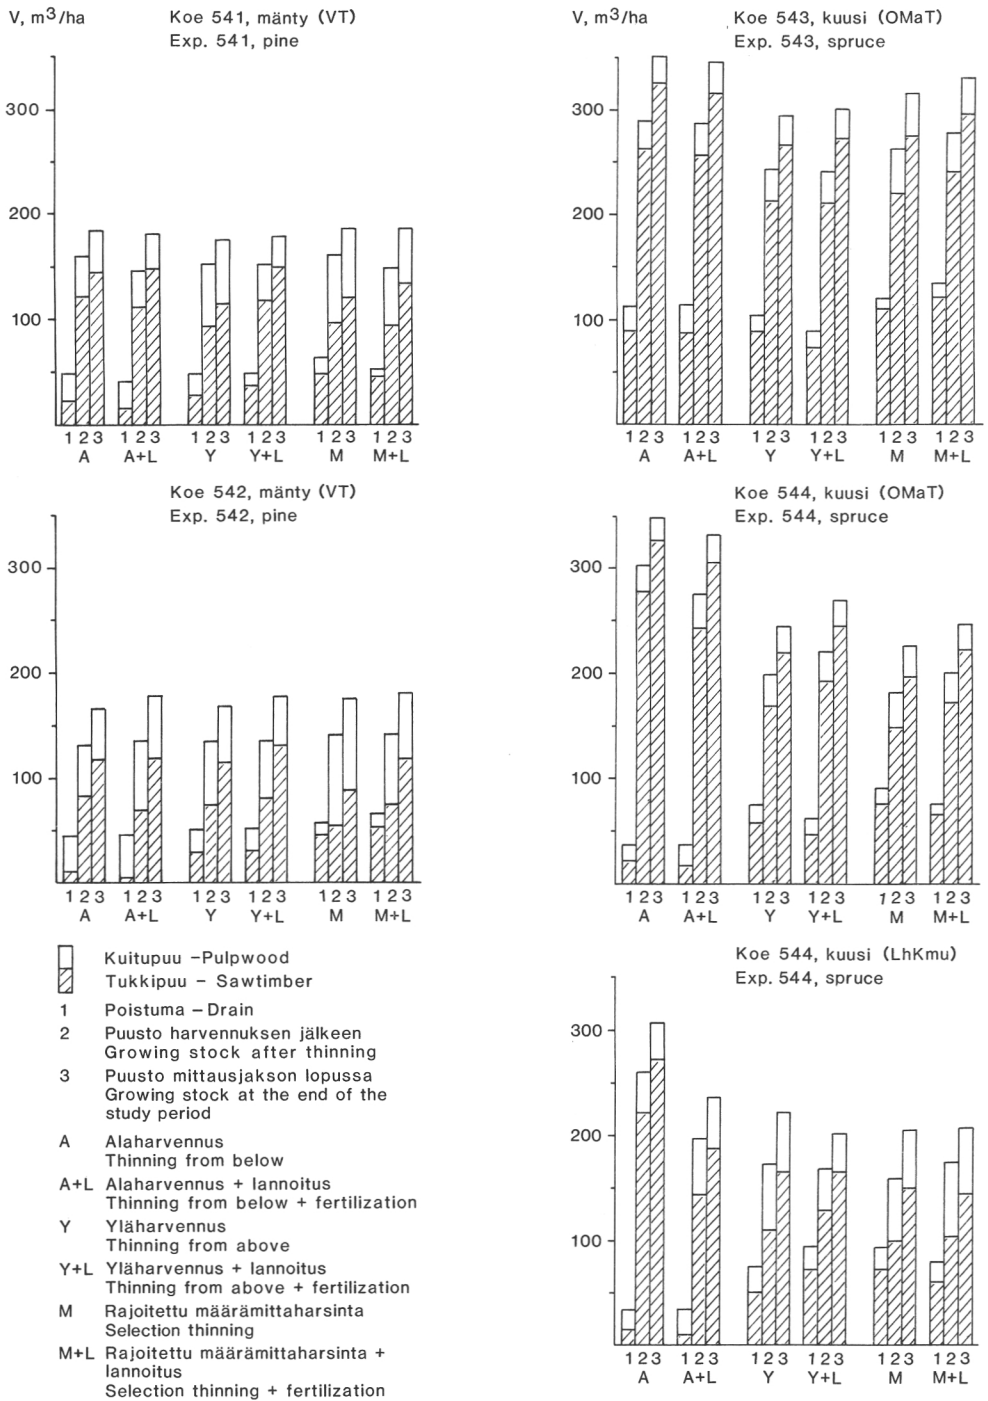 V, m³/ha
Koe 541, mänty (VT)
Exp. 541, pine
300
200
100
1 2 3 1 2 3 1 2 3 1 2 3 1 2 3 1 2 3
A A+L Y Y+L M M+L
V, m³/ha
Koe 543, kuusi (OMaT)
Exp. 543, spruce
300
200
100
1 2 3 1 2 3 1 2 3 1 2 3 1 2 3 1 2 3
A A+L Y Y+L M M+L
Koe 542, mänty (VT)
Exp. 542, pine
300
200
100
1 2 3 1 2 3 1 2 3 1 2 3 1 2 3 1 2 3
A A+L Y Y+L M M+L
Koe 544, kuusi (OMaT)
Exp. 544, spruce
300
200
100
1 2 3 1 2 3 1 2 3 1 2 3 1 2 3 1 2 3
A A+L Y Y+L M M+L
Kuitupuu –Pulpwood
Tukkipuu – Sawtimber
1 Poistuma – Drain
2 Puusto harvennuksen jälkeen
Growing stock after thinning
3 Puusto mittausjakson lopussa
Growing stock at the end of the
study period
A Alaharvennus
Thinning from below
A+L Alaharvennus + lannoitus
Thinning from below + fertilization
Y Yläharvennus
Thinning from above
Y+L Yläharvennus + lannoitus
Thinning from above + fertilization
M Rajoitettu määrämittaharsinta
Selection thinning
M+L Rajoitettu määrämittaharsinta +
lannoitus
Selection thinning + fertilization
Koe 544, kuusi (LhKmu)
Exp. 544, spruce
300
200
100
1 2 3 1 2 3 1 2 3 1 2 3 1 2 3 1 2 3
A A+L Y Y+L M M+L